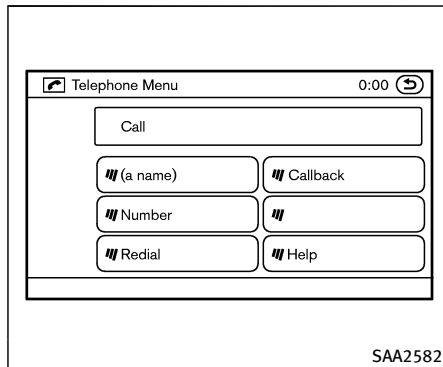 Telephone Menu 0:00
Call
(a name) Callback
Number
Redial Help
SAA2582